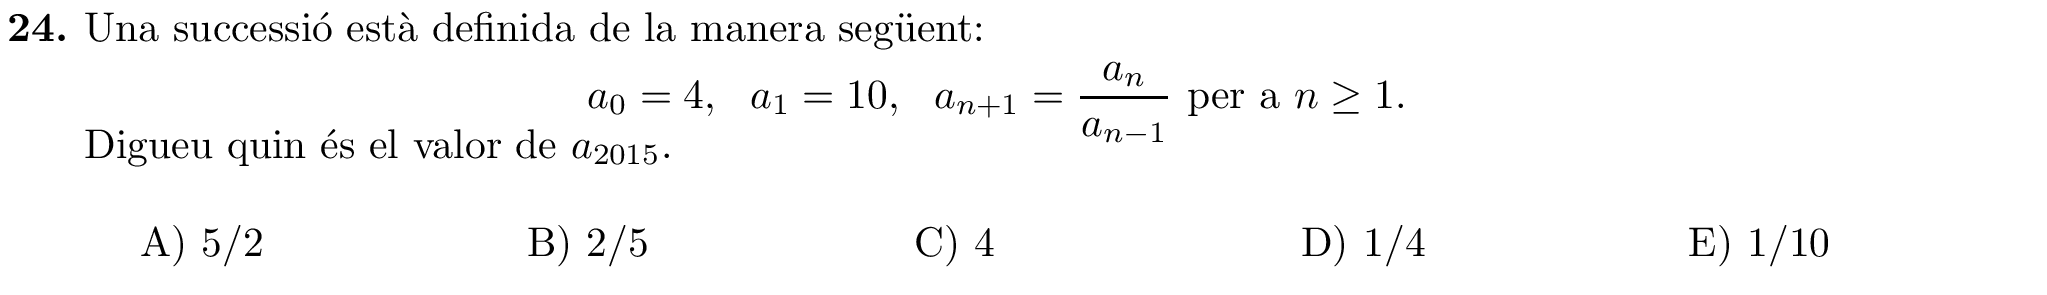 24. Una successió està definida de la manera següent:
a_0 = 4, a_1 = 10, a_{n+1} = \frac{a_n}{a_{n-1}} per a n ≥ 1.
Digueu quin és el valor de a_{2015}.
A) 5/2 B) 2/5 C) 4 D) 1/4 E) 1/10